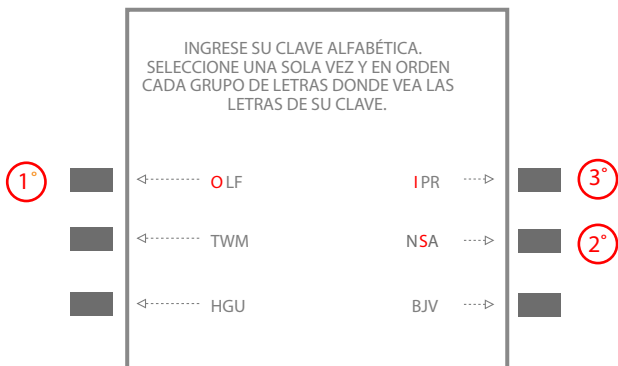 INGRESE SU CLAVE ALFABÉTICA.
SELECCIONE UNA SOLA VEZ Y EN ORDEN
CADA GRUPO DE LETRAS DONDE VEA LAS
LETRAS DE SU CLAVE.
1° OLF IPR 3°
TWM NSA 2°
HGU BJV